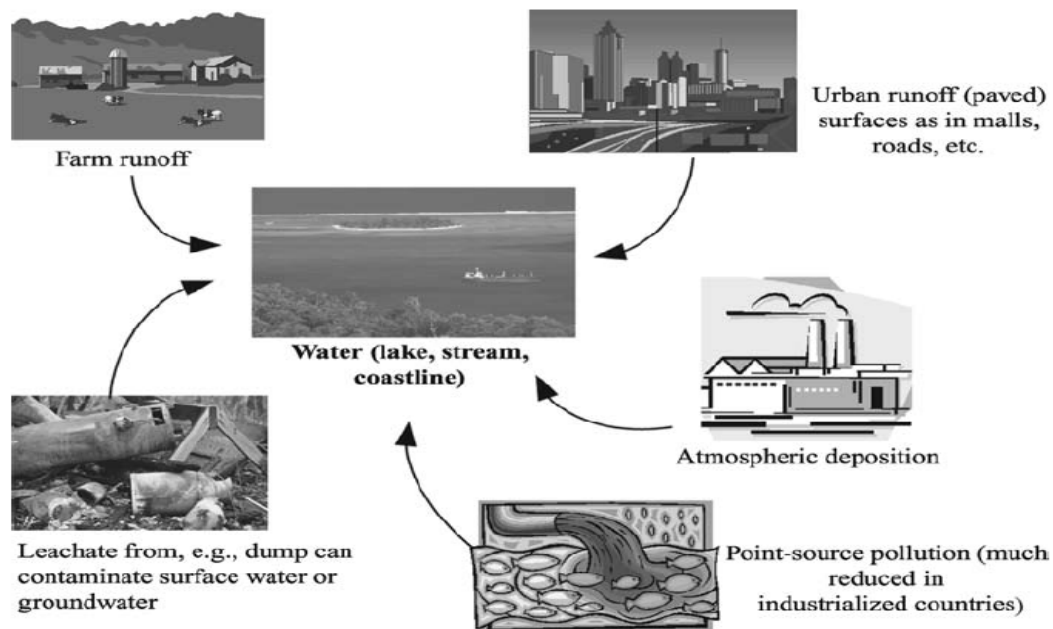 Farm runoff
Urban runoff (paved)
surfaces as in malls,
roads, etc.
Water (lake, stream,
coastline)
Atmospheric deposition
Leachate from, e.g., dump can
contaminate surface water or
groundwater
Point-source pollution (much
reduced in
industrialized countries)